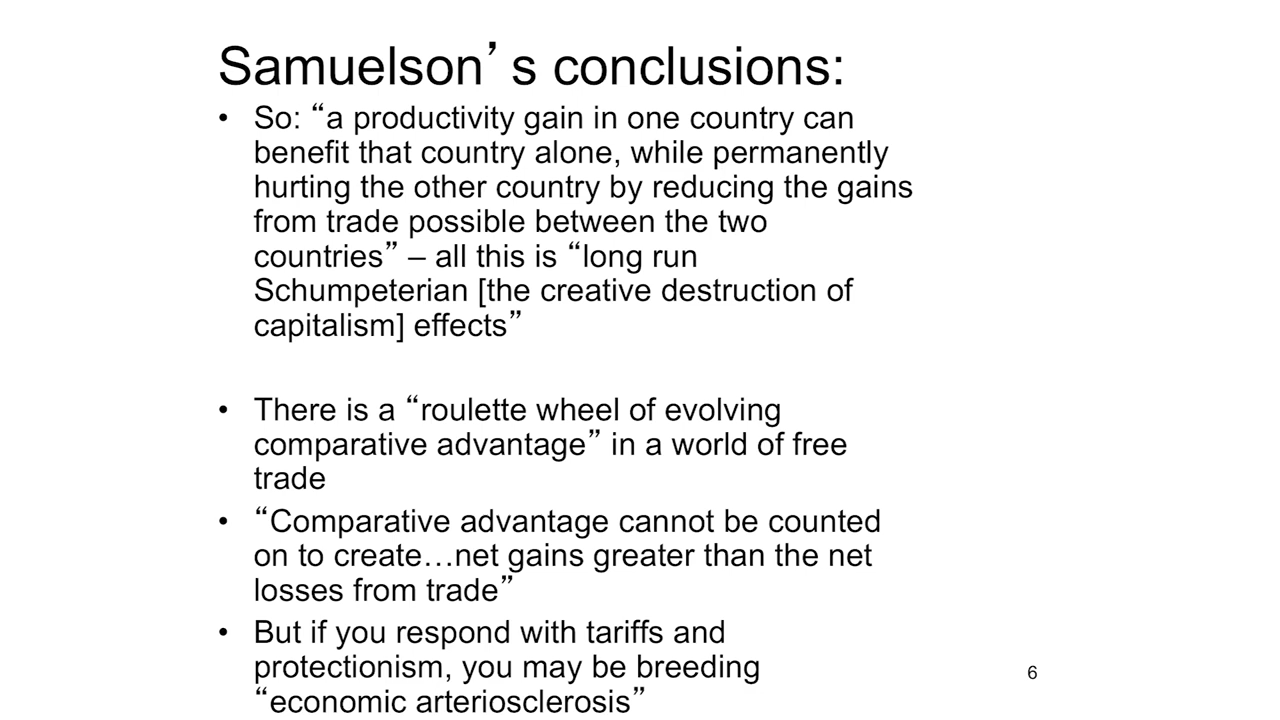 Samuelson’s conclusions:
• So: “a productivity gain in one country can
benefit that country alone, while permanently
hurting the other country by reducing the gains
from trade possible between the two
countries” – all this is “long run
Schumpeterian [the creative destruction of
capitalism] effects”
• There is a “roulette wheel of evolving
comparative advantage” in a world of free
trade
• “Comparative advantage cannot be counted
on to create…net gains greater than the net
losses from trade”
• But if you respond with tariffs and
protectionism, you may be breeding
“economic arteriosclerosis”
6